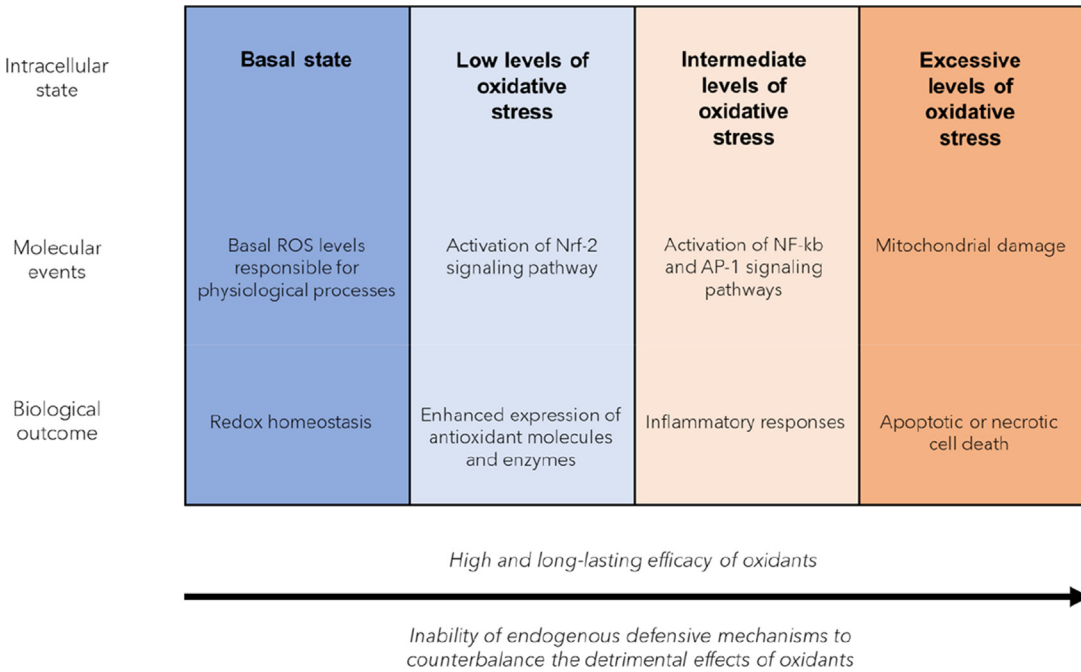 Intracellular
state
Basal state
Low levels of
oxidative
stress
Intermediate
levels of
oxidative
stress
Excessive
levels of
oxidative
stress
Molecular
events
Basal ROS levels
responsible for
physiological processes
Activation of Nrf-2
signaling pathway
Activation of NF-kb
and AP-1 signaling
pathways
Mitochondrial damage
Biological
outcome
Redox homeostasis
Enhanced expression of
antioxidant molecules
and enzymes
Inflammatory responses
Apoptotic or necrotic
cell death
High and long-lasting efficacy of oxidants
Inability of endogenous defensive mechanisms to
counterbalance the detrimental effects of oxidants